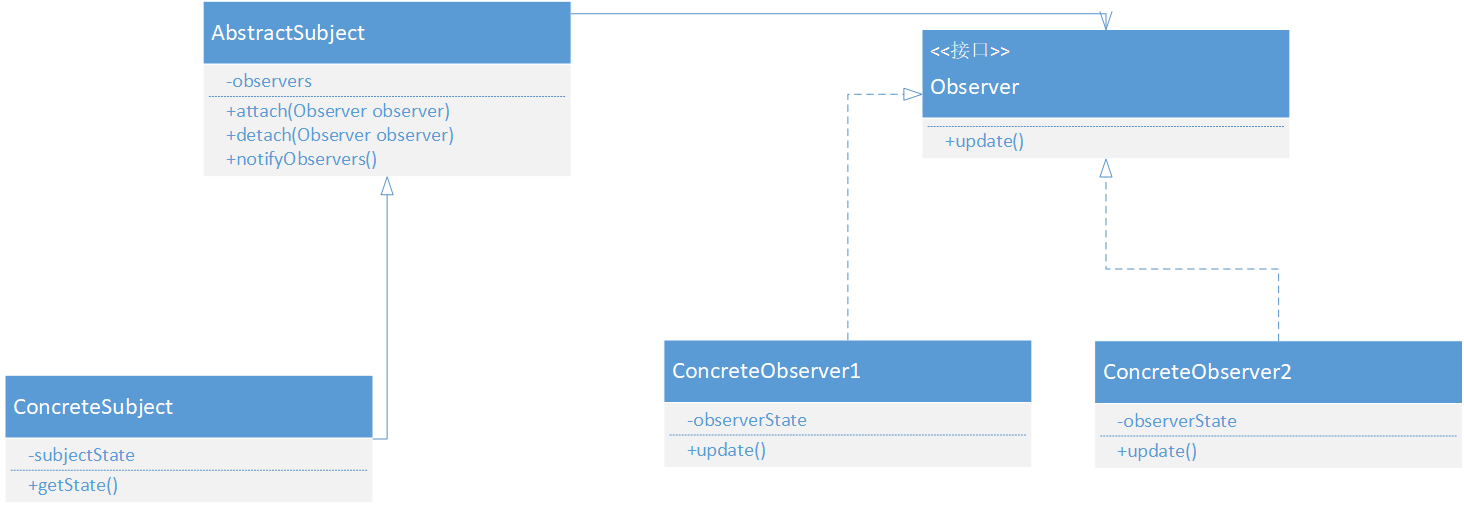 AbstractSubject
-observers
+attach(Observer observer)
+detach(Observer observer)
+notifyObservers()
<<接口>>
Observer
+update()
ConcreteSubject
-subjectState
+getState()
ConcreteObserver1
-observerState
+update()
ConcreteObserver2
-observerState
+update()